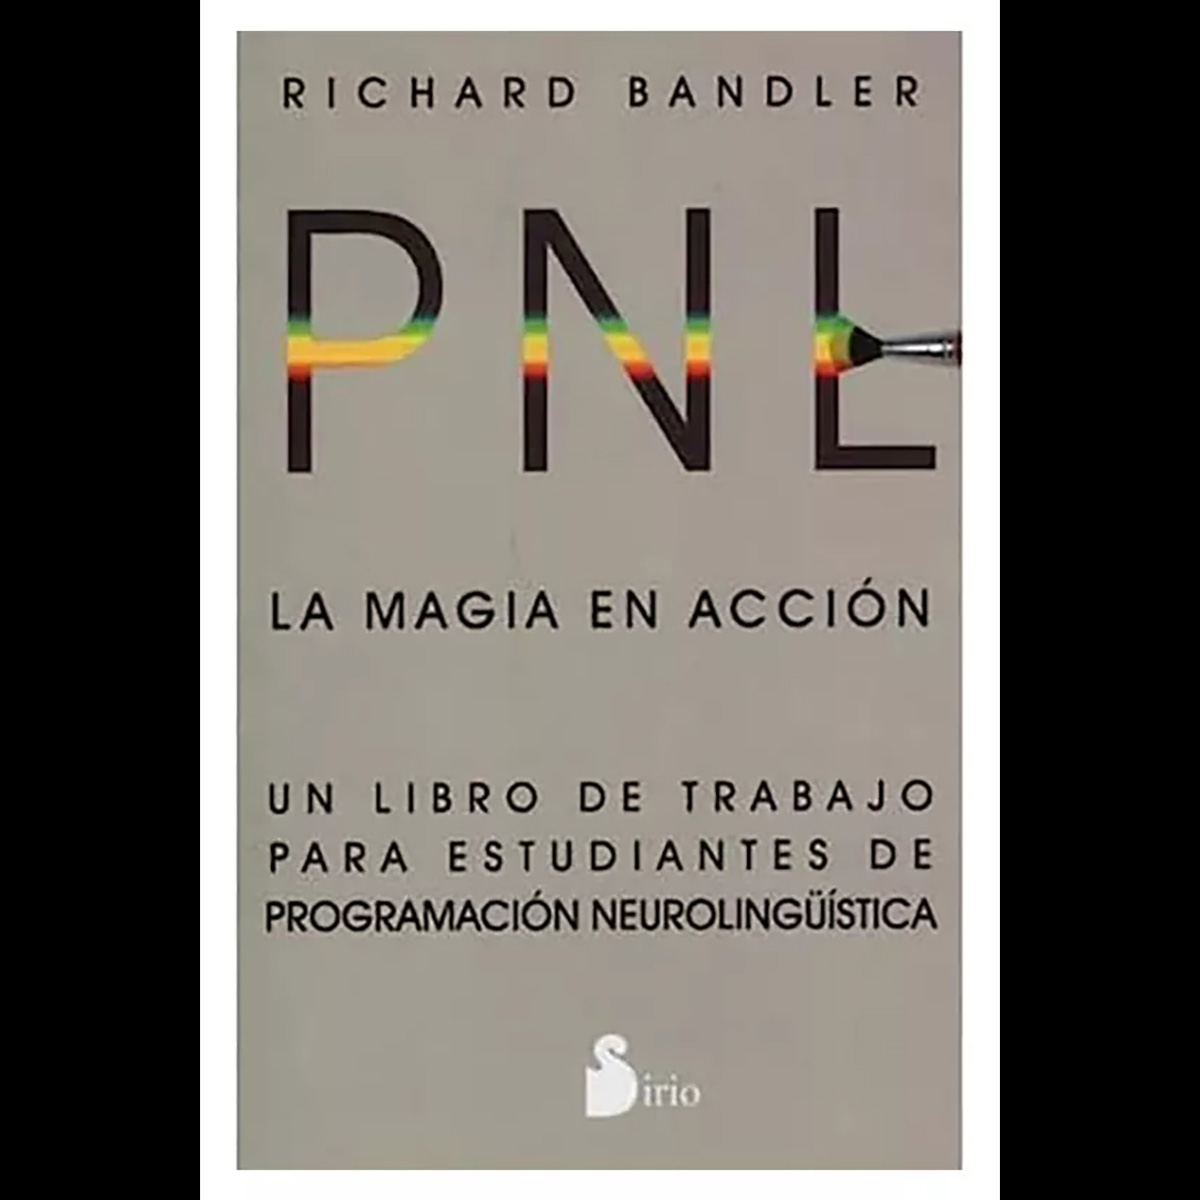 RICHARD BANDLER
PNL
LA MAGIA EN ACCIÓN
UN LIBRO DE TRABAJO
PARA ESTUDIANTES DE
PROGRAMACIÓN NEUROLINGÜÍSTICA
Sirio